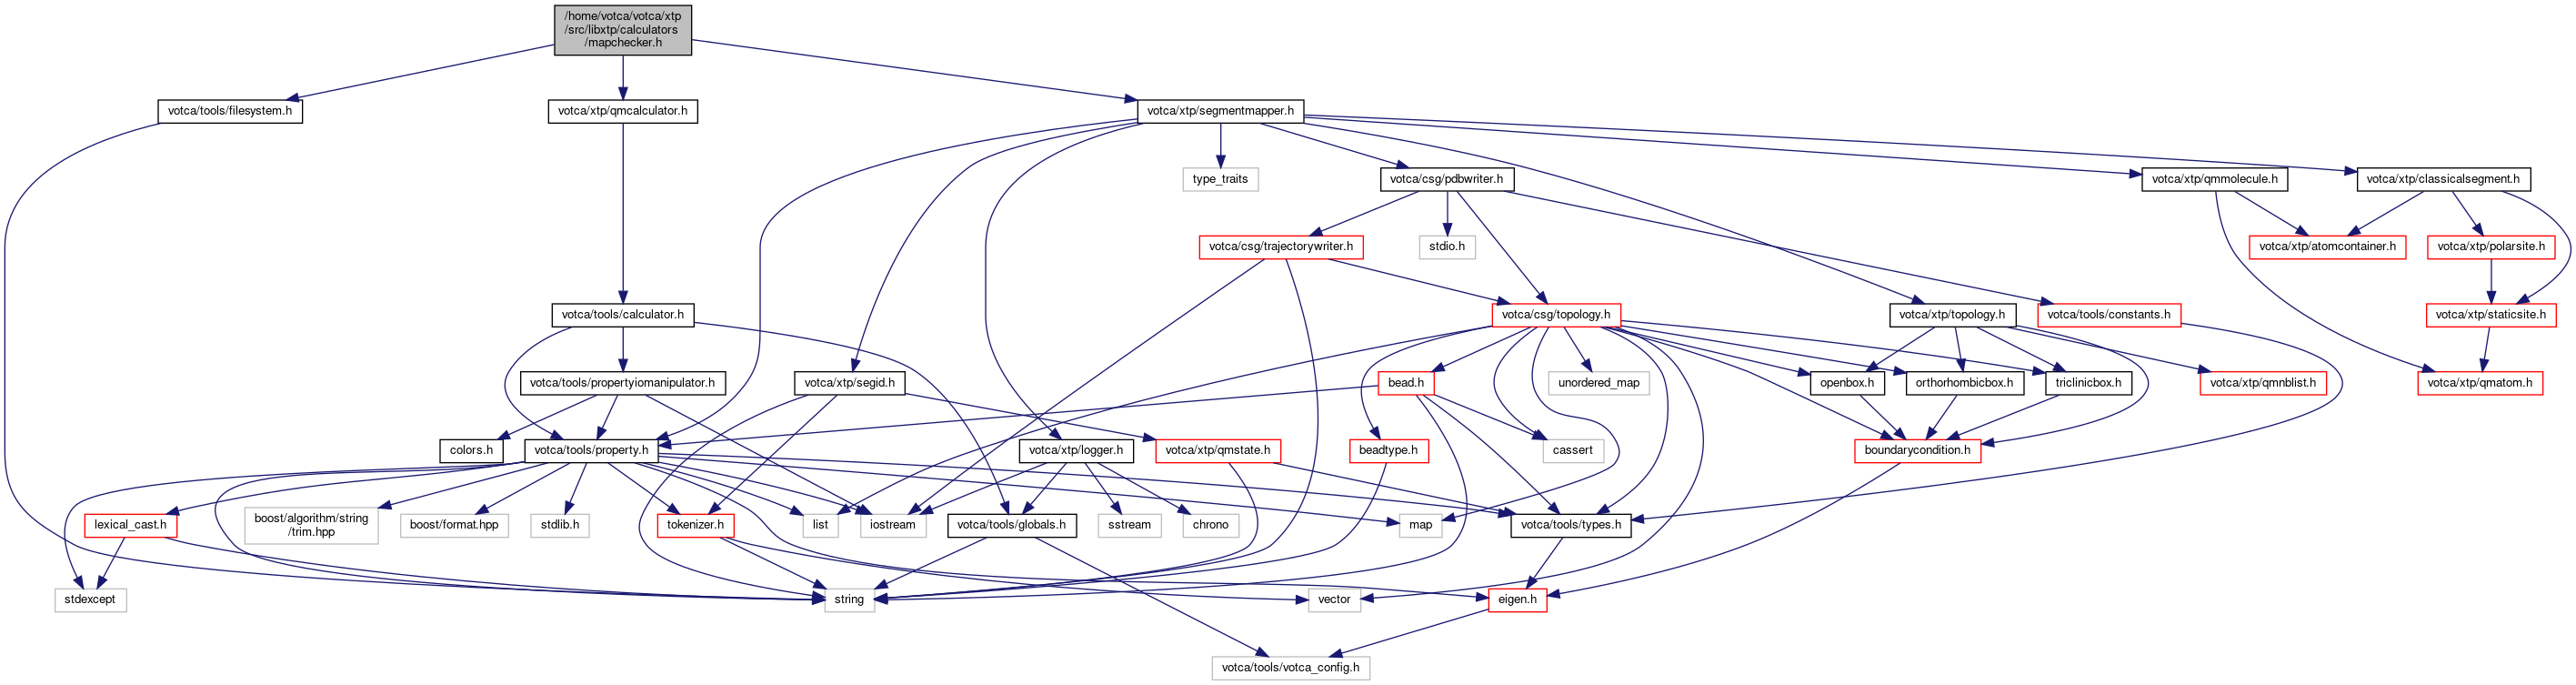 /home/votca/votca/xtp
/src/libxtp/calculators
/mapchecker.h
votca/tools/filesystem.h
votca/xtp/qmcalculator.h
votca/xtp/segmentmapper.h
type_traits
votca/csg/pdbwriter.h
votca/xtp/qmmolecule.h
votca/xtp/classicalsegment.h
votca/csg/trajectorywriter.h
stdio.h
votca/xtp/atomcontainer.h
votca/xtp/polarsite.h
votca/tools/calculator.h
votca/csg/topology.h
votca/xtp/topology.h
votca/tools/constants.h
votca/xtp/staticsite.h
votca/tools/propertyiomanipulator.h
votca/xtp/segid.h
bead.h
unordered_map
openbox.h
orthorhombicbox.h
triclinicbox.h
votca/xtp/qmnblist.h
votca/xtp/qmatom.h
colors.h
votca/tools/property.h
votca/xtp/logger.h
votca/xtp/qmstate.h
beadtype.h
cassert
boundarycondition.h
lexical_cast.h
boost/algorithm/string
/trim.hpp
boost/format.hpp
stdlib.h
tokenizer.h
list
iostream
votca/tools/globals.h
sstream
chrono
map
votca/tools/types.h
stdexcept
string
vector
eigen.h
votca/tools/votca_config.h